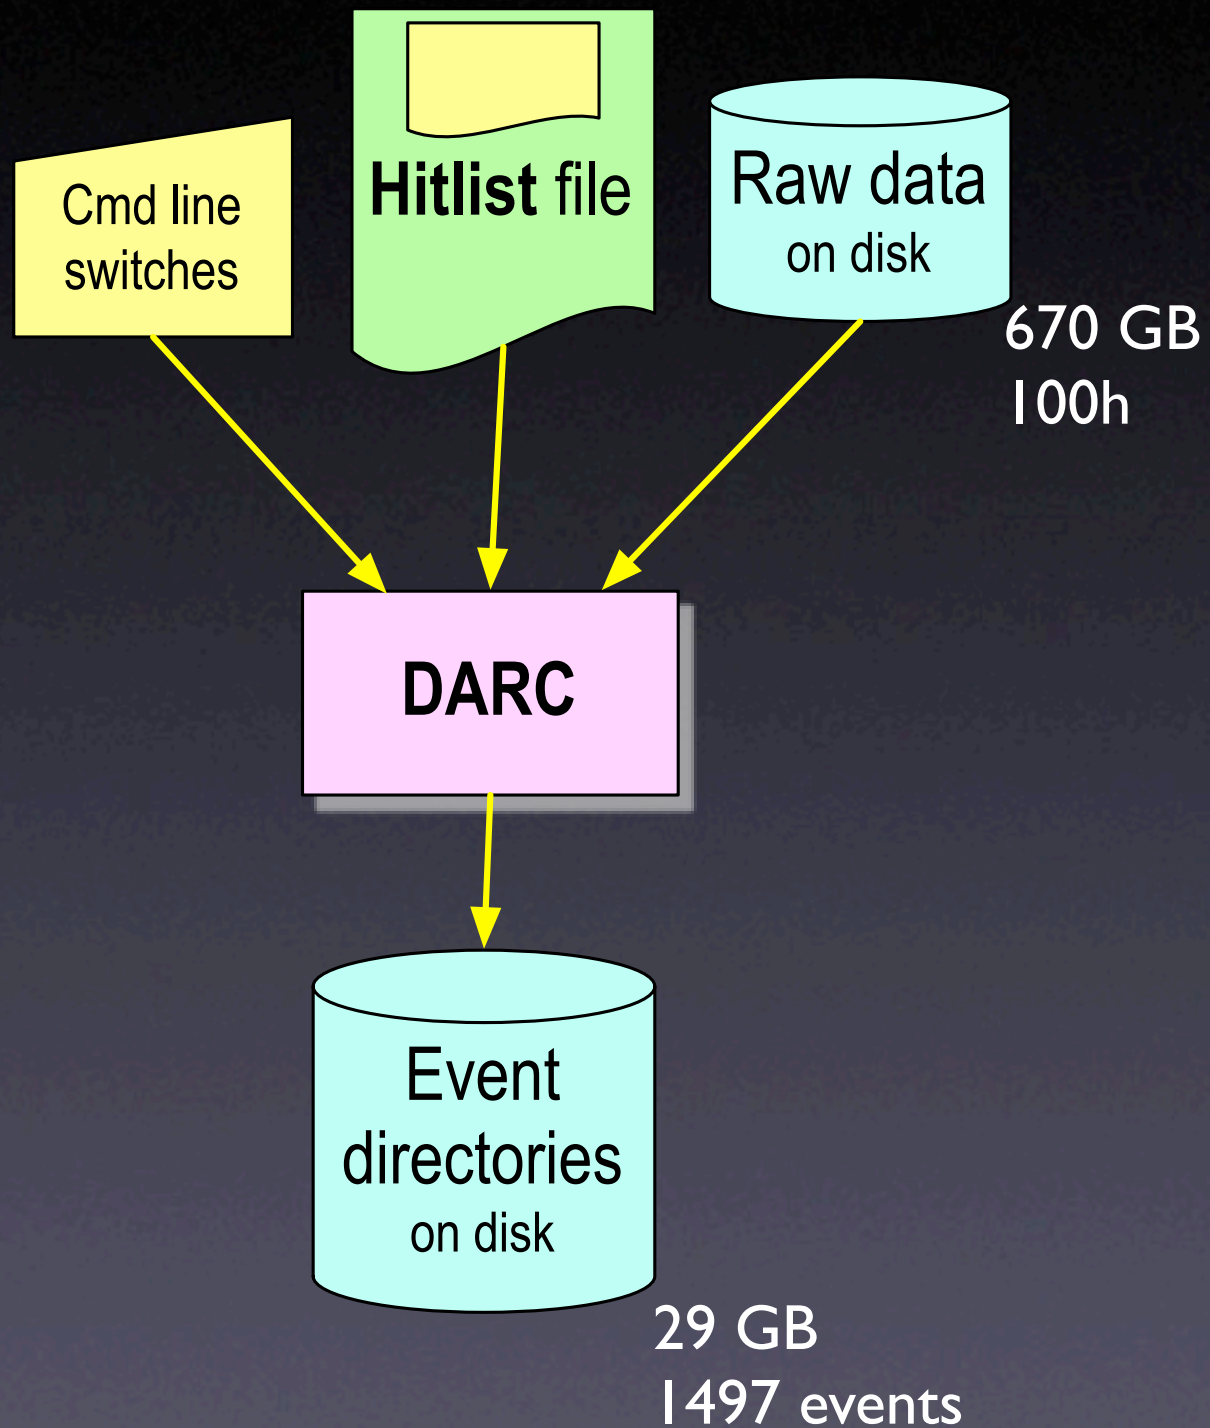 Cmd line
switches
Hitlist file
Raw data
on disk
670 GB
100h
DARC
Event
directories
on disk
29 GB
1497 events